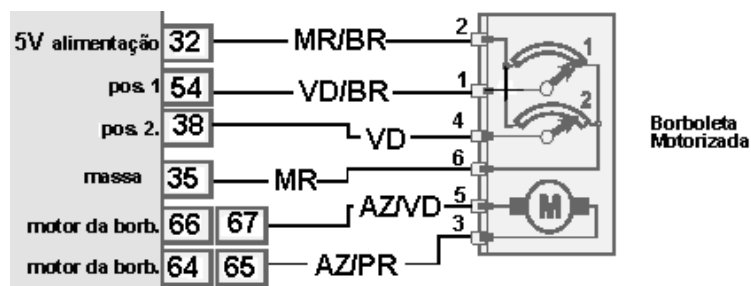 5V alimentação 32 MR/BR 2
pos. 1 54 VD/BR 1
pos. 2. 38 VD 4
massa 35 MR 6
motor da borb. 66 67 AZ/VD 5
motor da borb. 64 65 AZ/PR 3
1
2
M
Borboleta
Motorizada